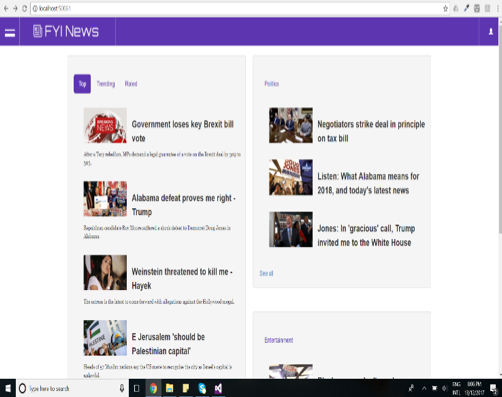 localhost:50051
FYI News
Top Trending Rated
BREAKING
NEWS
Government loses key Brexit bill
vote
After a Tory rebellion, MPs demand a legal guarantee of a vote on the Brexit deal by 309 to
305.
Alabama defeat proves me right -
Trump
Republican candidate Roy Moore suffered a shock defeat to Democrat Doug Jones in
Alabama.
Weinstein threatened to kill me -
Hayek
The actress is the latest to come forward with allegations against the Hollywood mogul.
E Jerusalem 'should be
Palestinian capital'
Heads of 57 Muslim nations say the US move to recognise the city as Israel's capital is
Politics
Negotiators strike deal in principle
on tax bill
Listen: What Alabama means for
2018, and today's latest news
Jones: In 'gracious' call, Trump
invited me to the White House
See all
Entertainment
Type here to search
ENG
INTL
6:06 PM
13/12/2017